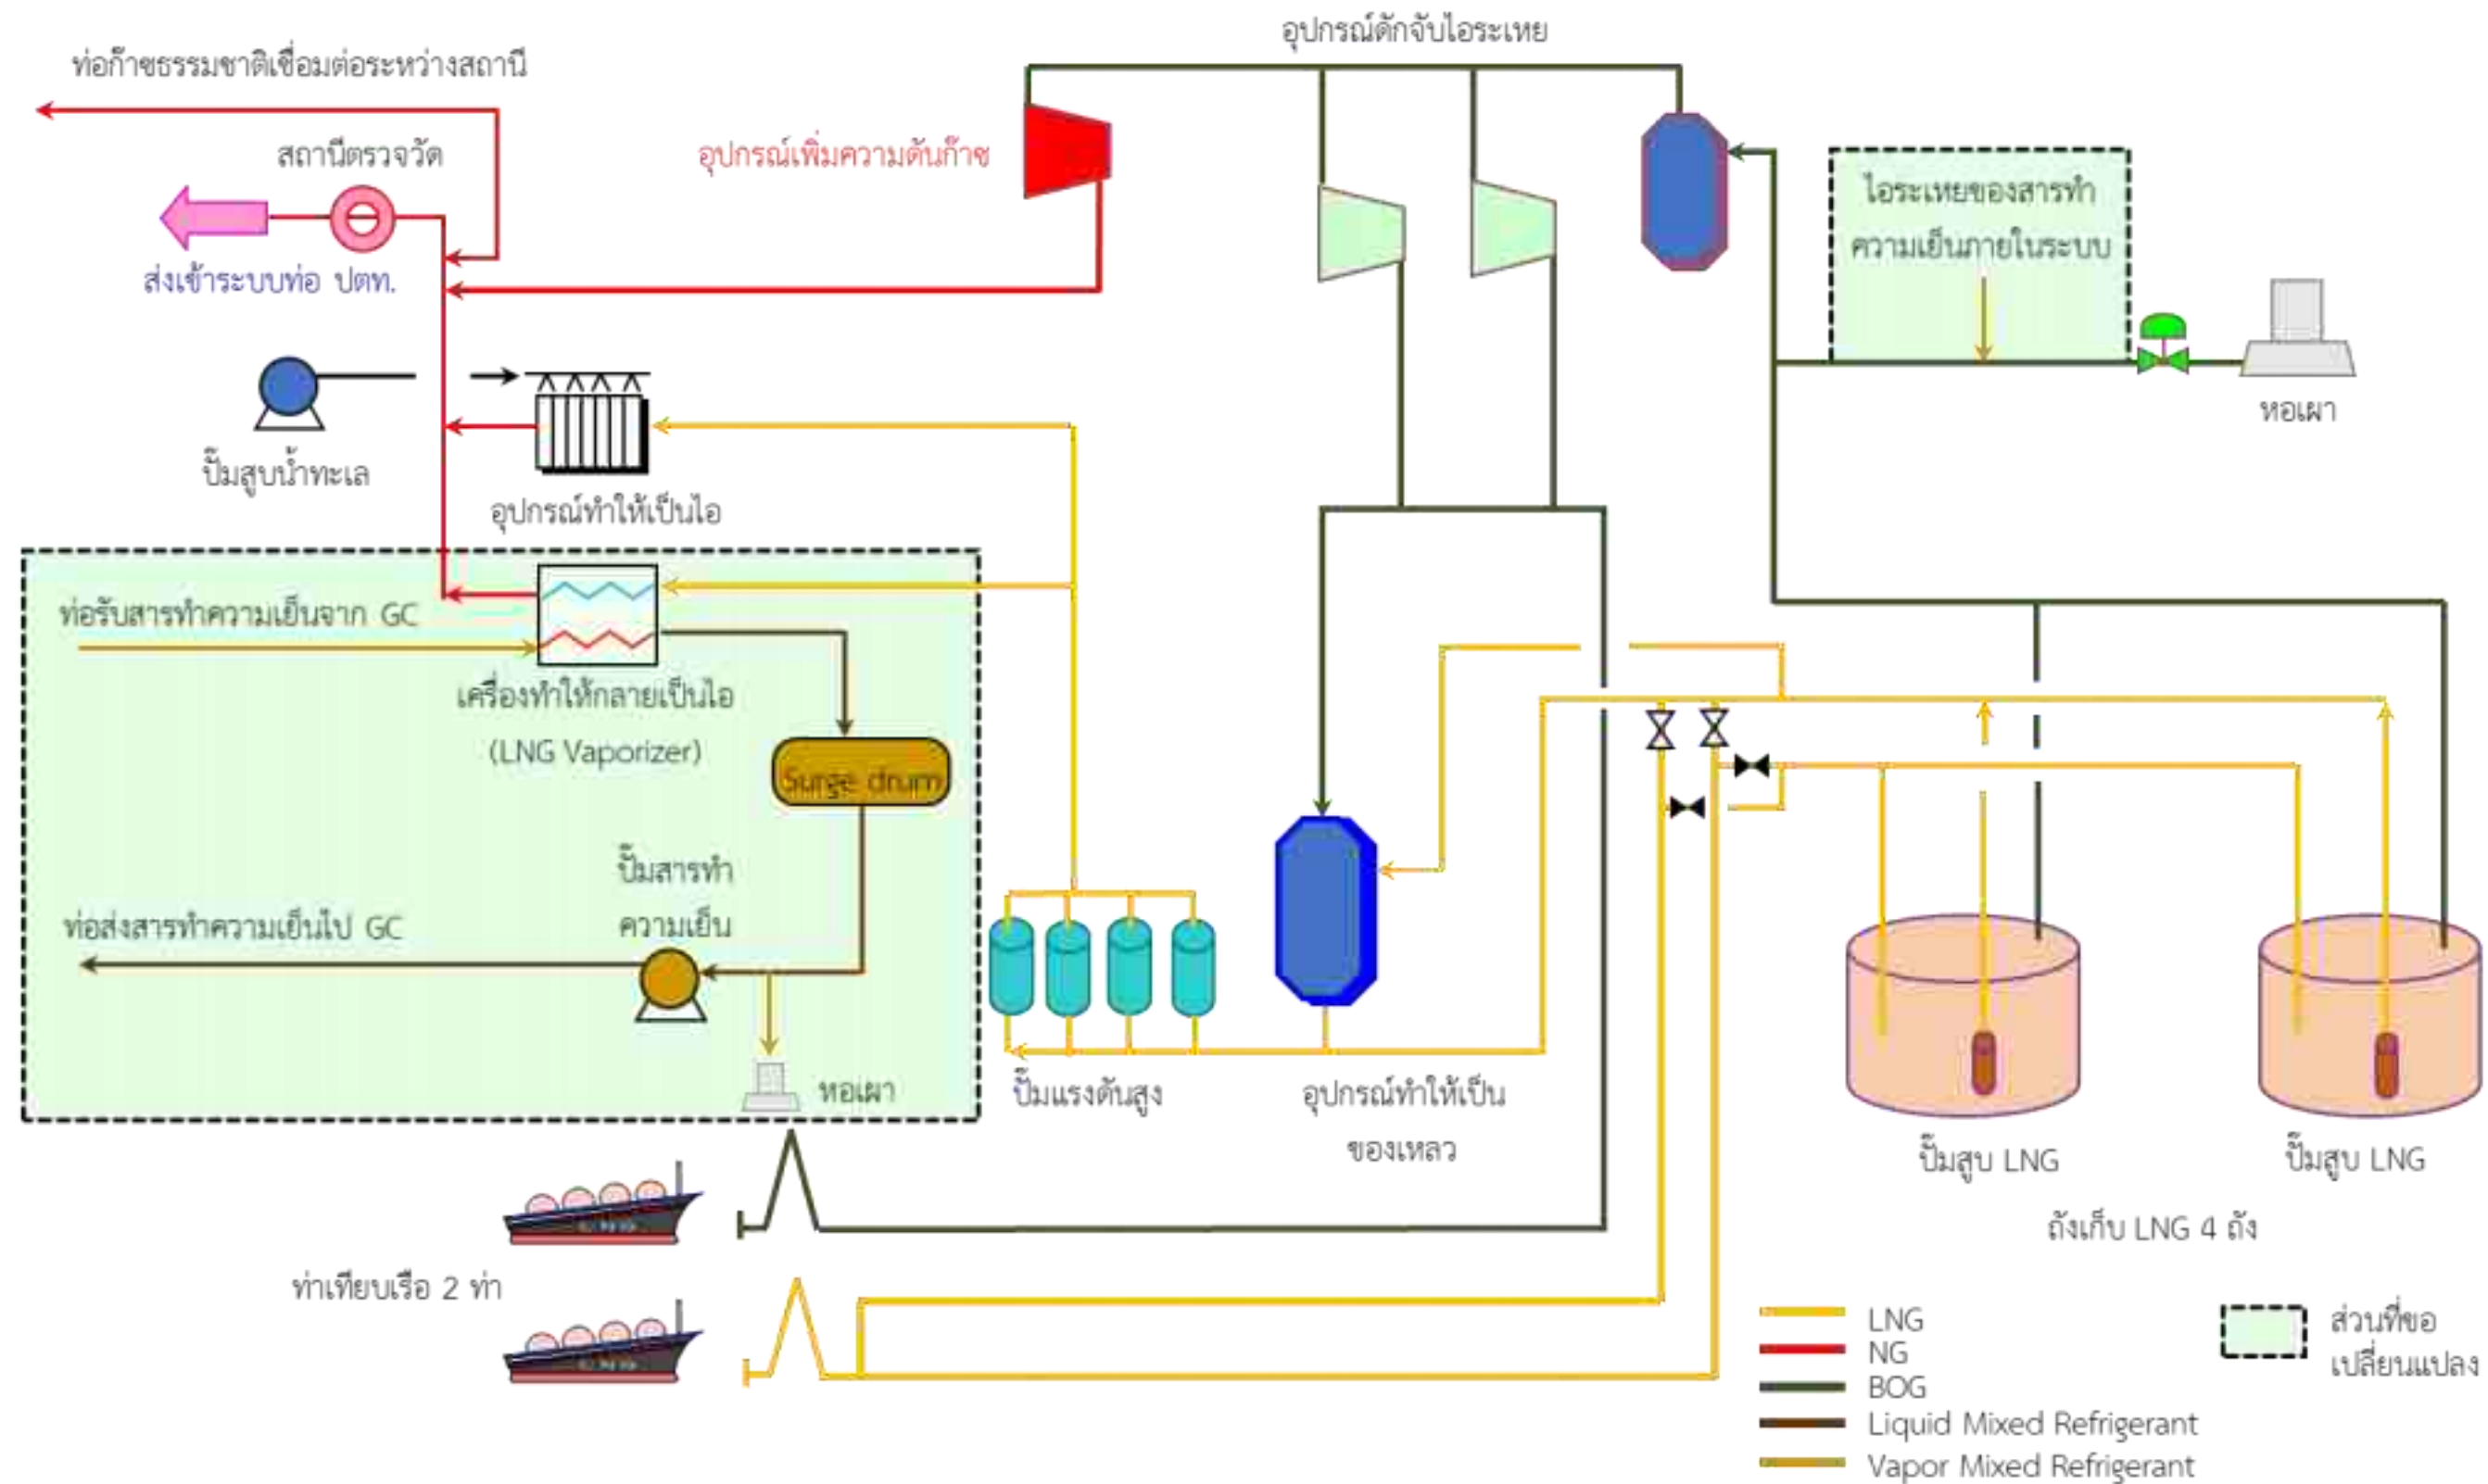 อุปกรณ์ดักจับไอระเหย
ท่อก๊าซธรรมชาติเชื่อมต่อระหว่างสถานี
สถานีตรวจวัด
อุปกรณ์เพิ่มความดันก๊าซ
ไอระเหยของสารทำ
ความเย็นภายในระบบ
ส่งเข้าระบบท่อ ปตท.
หอเผา
ปั๊มสูบน้ำทะเล
อุปกรณ์ทำให้เป็นไอ
ท่อรับสารทำความเย็นจาก GC
เครื่องทำให้กลายเป็นไอ
(LNG Vaporizer)
Surge drum
ปั๊มสารทำ
ความเย็น
ท่อส่งสารทำความเย็นไป GC
หอเผา
ปั๊มแรงดันสูง
อุปกรณ์ทำให้เป็น
ของเหลว
ปั๊มสูบ LNG
ปั๊มสูบ LNG
ถังเก็บ LNG 4 ถัง
ท่าเทียบเรือ 2 ท่า
LNG
NG
BOG
Liquid Mixed Refrigerant
Vapor Mixed Refrigerant
ส่วนที่ขอ
เปลี่ยนแปลง